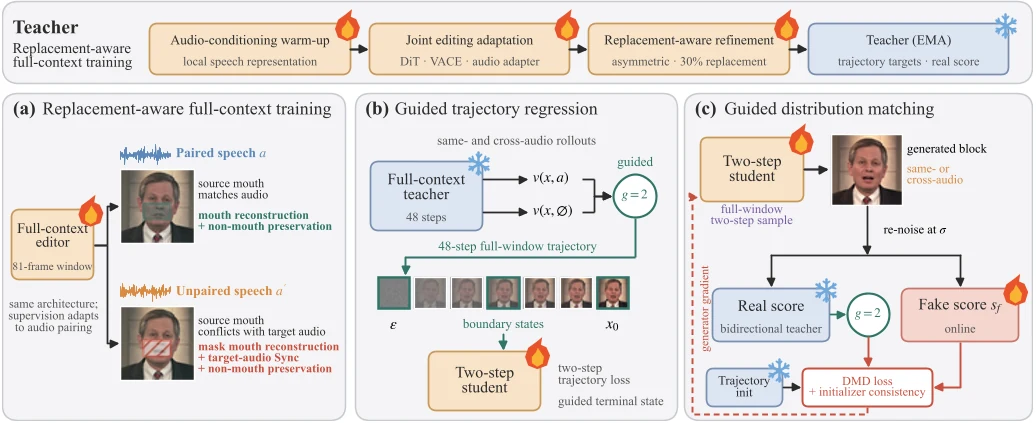 Teacher
Replacement-aware
full-context training
Audio-conditioning warm-up
local speech representation
Joint editing adaptation
DiT · VACE · audio adapter
Replacement-aware refinement
asymmetric · 30% replacement
Teacher (EMA)
trajectory targets · real score
(a) Replacement-aware full-context training
Paired speech a
source mouth
matches audio
mouth reconstruction
+ non-mouth preservation
Full-context
editor
81-frame window
same architecture;
supervision adapts
to audio pairing
Unpaired speech a′
source mouth
conflicts with target audio
mask mouth reconstruction
+ target-audio Sync
+ non-mouth preservation
(b) Guided trajectory regression
same- and cross-audio rollouts
Full-context
teacher
48 steps
v(x, a)
v(x, ∅)
guided
g = 2
48-step full-window trajectory
ε
boundary states
x₀
Two-step
student
two-step
trajectory loss
guided terminal state
(c) Guided distribution matching
Two-step
student
full-window
two-step sample
generated block
same- or
cross-audio
re-noise at σ
generator gradient
Real score
bidirectional teacher
g = 2
Fake score s_f
online
Trajectory
init
DMD loss
+ initializer consistency